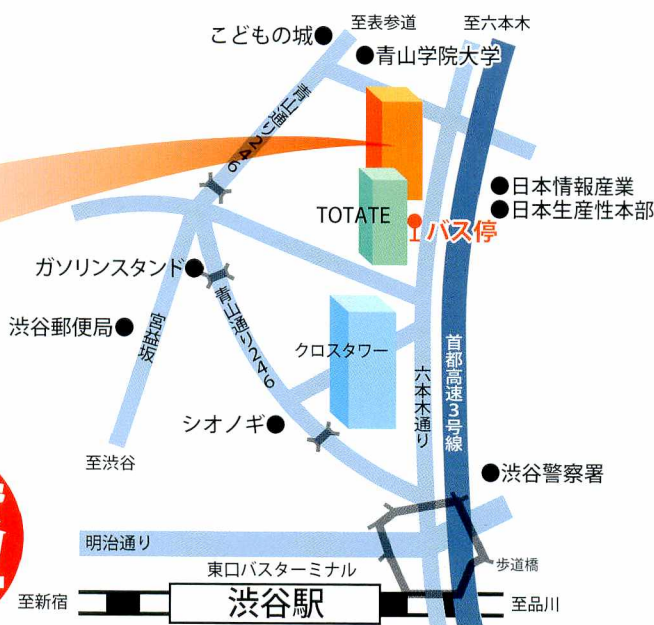 至表参道
至六本木
こどもの城
青山学院大学
青山通り246
日本情報産業
日本生産性本部
TOTATE
バス停
ガソリンスタンド
青山通り246
宮益坂
渋谷郵便局
クロスタワー
六本木通り
首都高速3号線
シオノギ
至渋谷
渋谷警察署
明治通り
東口バスターミナル
歩道橋
至新宿
渋谷駅
至品川